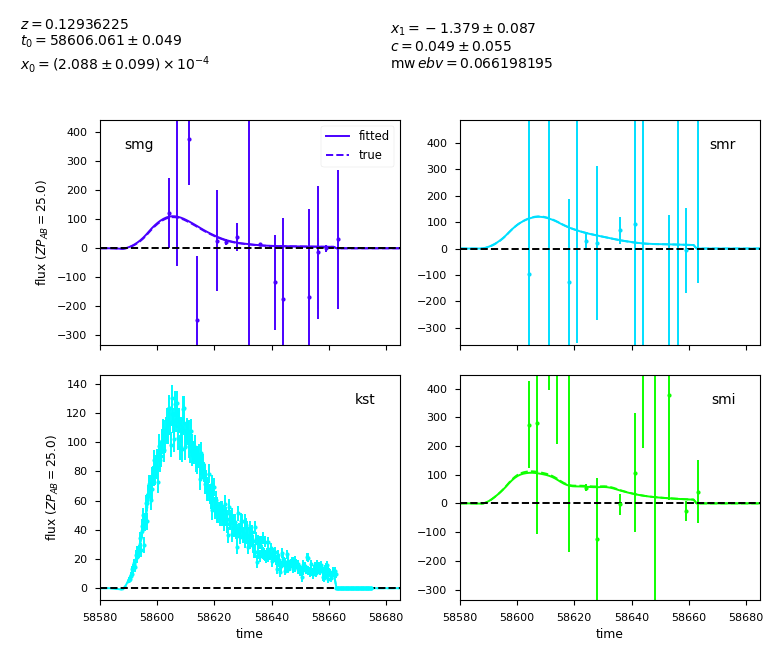 z = 0.12936225
t₀ = 58606.061 ± 0.049
x₀ = (2.088 ± 0.099) × 10⁻⁴
x₁ = −1.379 ± 0.087
c = 0.049 ± 0.055
mw ebv = 0.066198195
400
300
200
100
0
−100
−200
−300
flux (ZP_AB = 25.0)
smg
fitted
true
400
300
200
100
0
−100
−200
−300
smr
140
120
100
80
60
40
20
0
flux (ZP_AB = 25.0)
kst
58580 58600 58620 58640 58660 58680
time
400
300
200
100
0
−100
−200
−300
smi
58580 58600 58620 58640 58660 58680
time